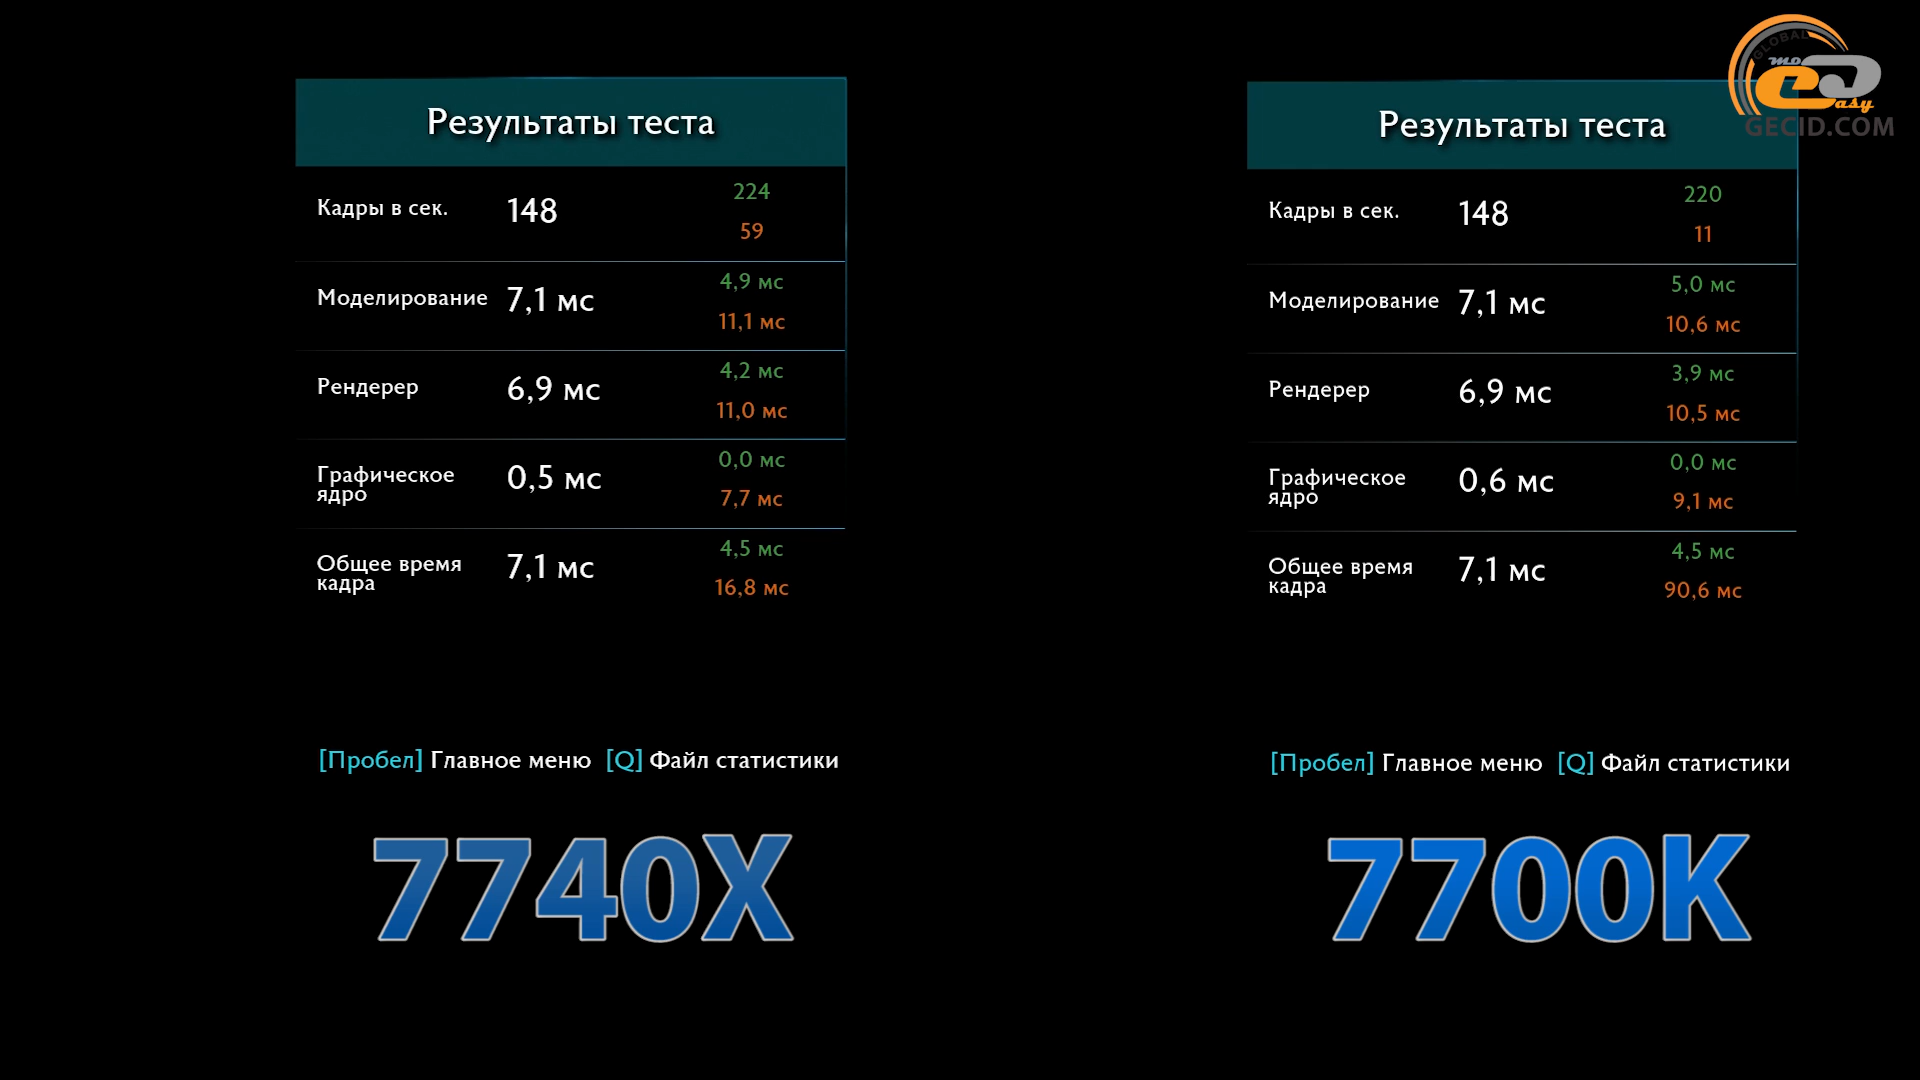 GLOBAL
mo
easy
GECID.COM
Результаты теста
Кадры в сек. 148
224
59
Моделирование 7,1 мс
4,9 мс
11,1 мс
Рендерер 6,9 мс
4,2 мс
11,0 мс
Графическое
ядро
0,5 мс
0,0 мс
7,7 мс
Общее время
кадра
7,1 мс
4,5 мс
16,8 мс
[Пробел] Главное меню [Q] Файл статистики
7740X
Результаты теста
Кадры в сек. 148
220
11
Моделирование 7,1 мс
5,0 мс
10,6 мс
Рендерер 6,9 мс
3,9 мс
10,5 мс
Графическое
ядро
0,6 мс
0,0 мс
9,1 мс
Общее время
кадра
7,1 мс
4,5 мс
90,6 мс
[Пробел] Главное меню [Q] Файл статистики
7700K